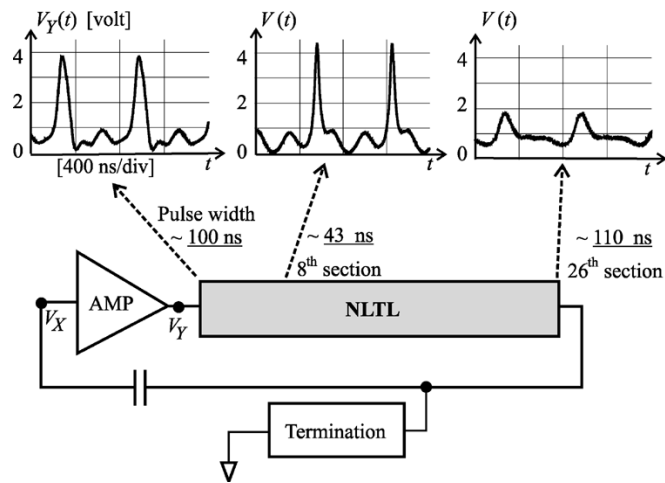 V_Y(t) [volt]
4
2
0
[400 ns/div]
t
V(t)
4
2
0
t
V(t)
4
2
0
t
Pulse width
~ 100 ns
~ 43 ns
8th section
~ 110 ns
26th section
AMP
V_X
V_Y
NLTL
Termination